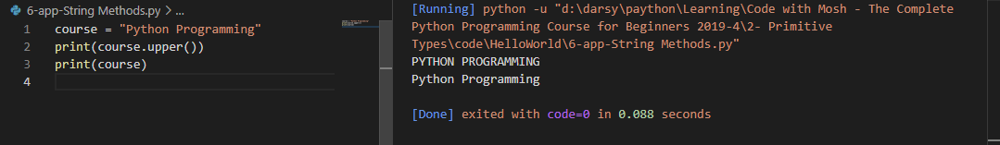 6-app-String Methods.py > ...
1 course = "Python Programming"
2 print(course.upper())
3 print(course)
4
[Running] python -u "d:\darsy\paython\Learning\Code with Mosh - The Complete
Python Programming Course for Beginners 2019-4\2- Primitive
Types\code\HelloWorld\6-app-String Methods.py"
PYTHON PROGRAMMING
Python Programming
[Done] exited with code=0 in 0.088 seconds